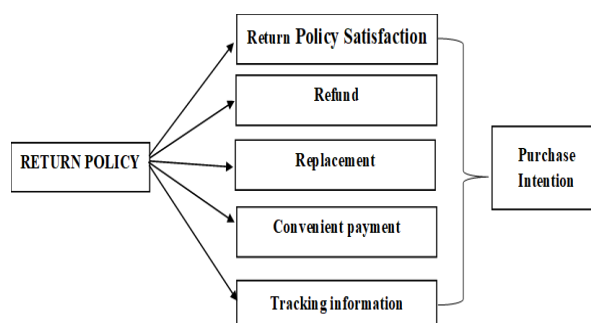 Return Policy Satisfaction
Refund
RETURN POLICY
Replacement
Purchase
Intention
Convenient payment
Tracking information